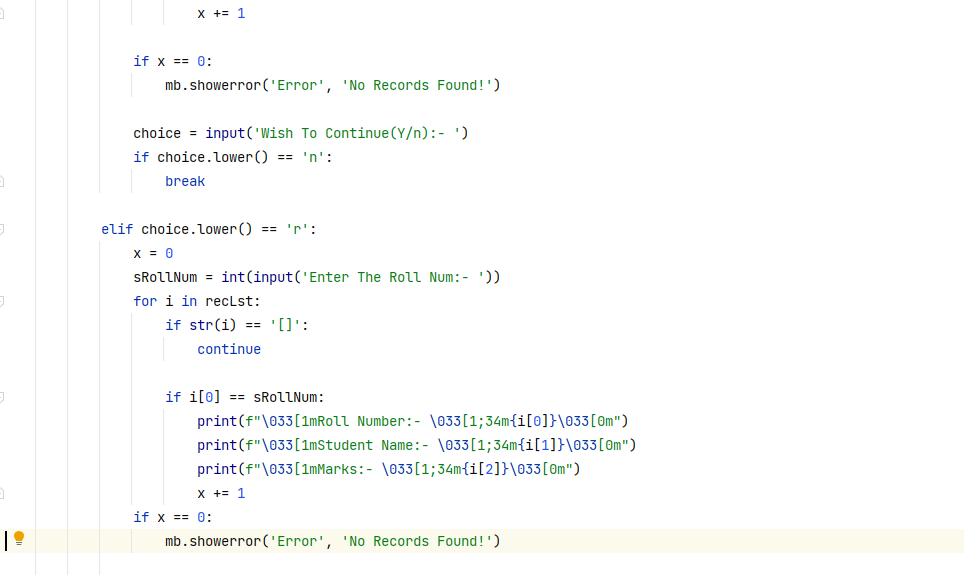 x += 1
if x == 0:
mb.showerror('Error', 'No Records Found!')
choice = input('Wish To Continue(Y/n):- ')
if choice.lower() == 'n':
break
elif choice.lower() == 'r':
x = 0
sRollNum = int(input('Enter The Roll Num:- '))
for i in recLst:
if str(i) == '[]':
continue
if i[0] == sRollNum:
print(f"\033[1mRoll Number:- \033[1;34m{i[0]}\033[0m")
print(f"\033[1mStudent Name:- \033[1;34m{i[1]}\033[0m")
print(f"\033[1mMarks:- \033[1;34m{i[2]}\033[0m")
x += 1
if x == 0:
mb.showerror('Error', 'No Records Found!')